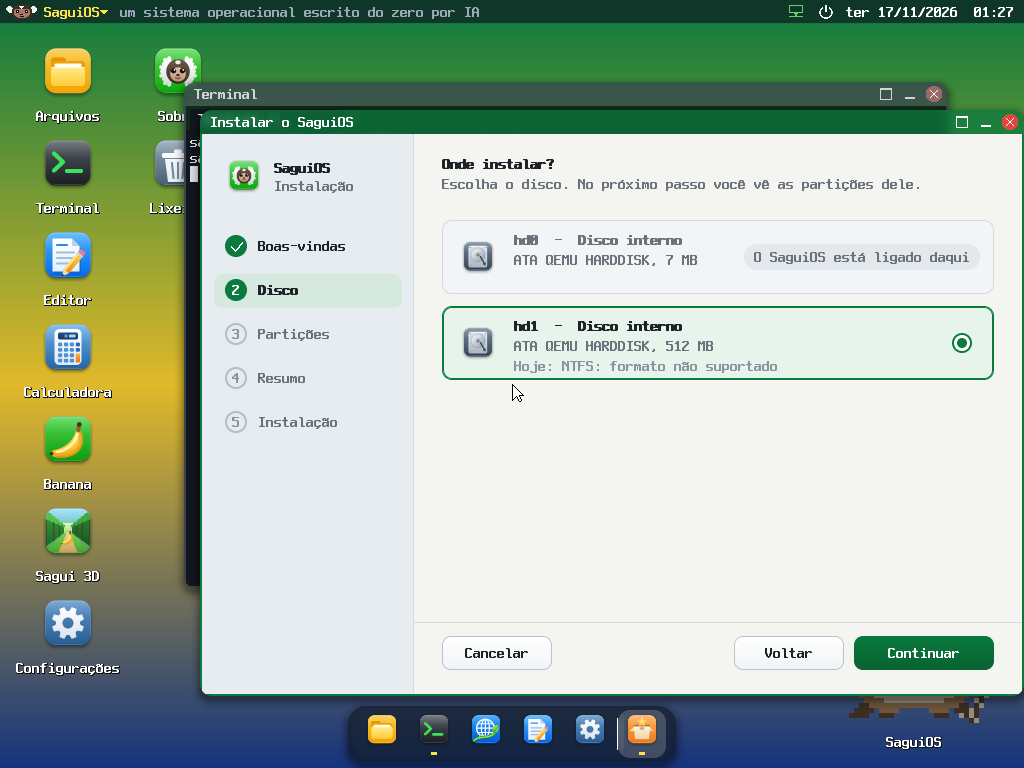 SaguiOS um sistema operacional escrito do zero por IA
ter 17/11/2026 01:27
Arquivos
Terminal
Editor
Calculadora
Banana
Sagui 3D
Configurações
Terminal
Instalar o SaguiOS
SaguiOS
Instalação
Boas-vindas
2 Disco
3 Partições
4 Resumo
5 Instalação
Onde instalar?
Escolha o disco. No próximo passo você vê as partições dele.
hd0 - Disco interno
ATA QEMU HARDDISK, 7 MB
O SaguiOS está ligado daqui
hd1 - Disco interno
ATA QEMU HARDDISK, 512 MB
Hoje: NTFS: formato não suportado
Cancelar
Voltar
Continuar
SaguiOS